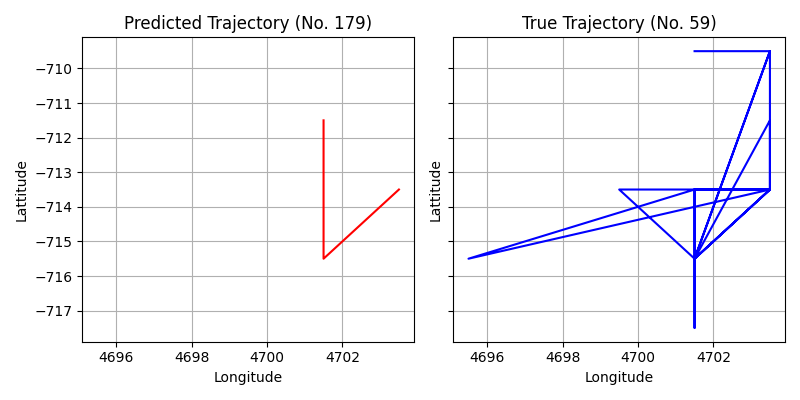 Predicted Trajectory (No. 179)
True Trajectory (No. 59)
−710
−711
−712
−713
−714
−715
−716
−717
Lattitude
Lattitude
4696 4698 4700 4702
4696 4698 4700 4702
Longitude
Longitude